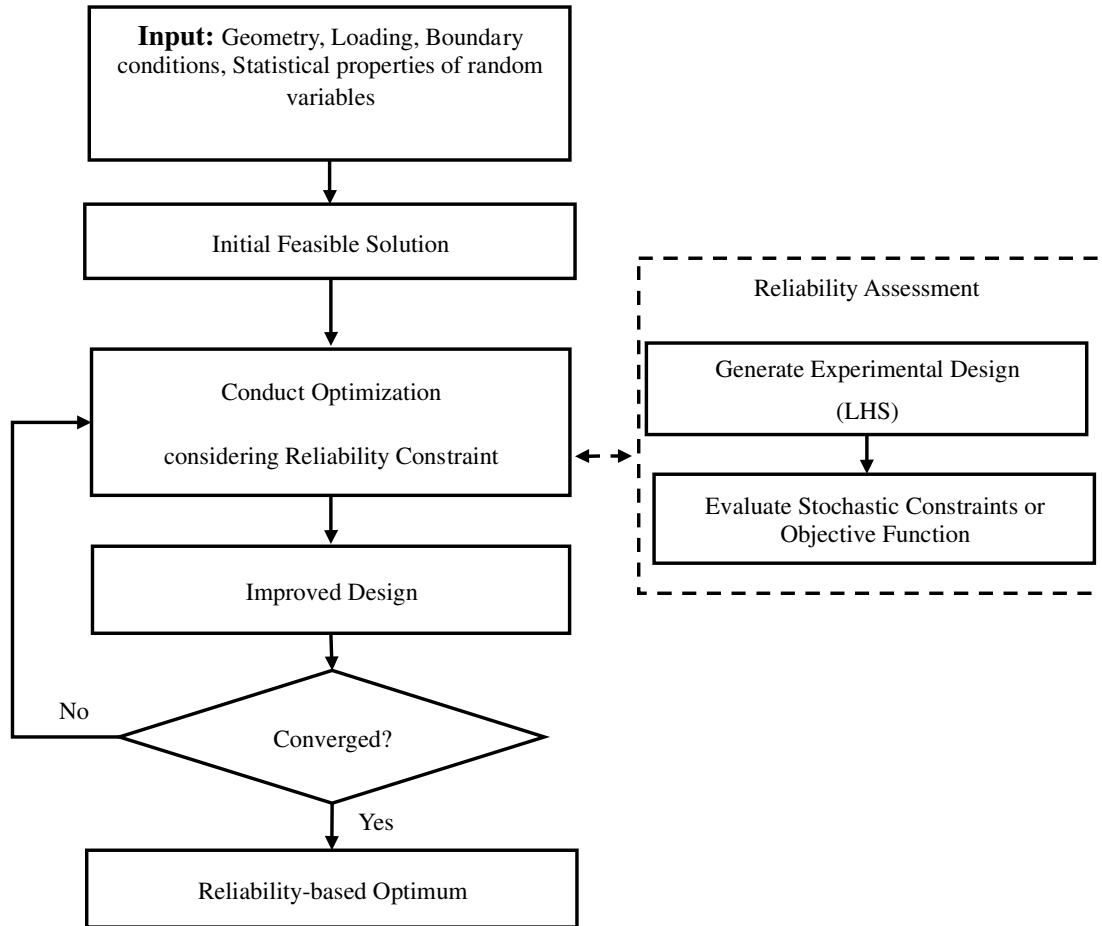 Input: Geometry, Loading, Boundary
conditions, Statistical properties of random
variables
Initial Feasible Solution
Reliability Assessment
Conduct Optimization
considering Reliability Constraint
Generate Experimental Design
(LHS)
Evaluate Stochastic Constraints or
Objective Function
Improved Design
No
Converged?
Yes
Reliability-based Optimum